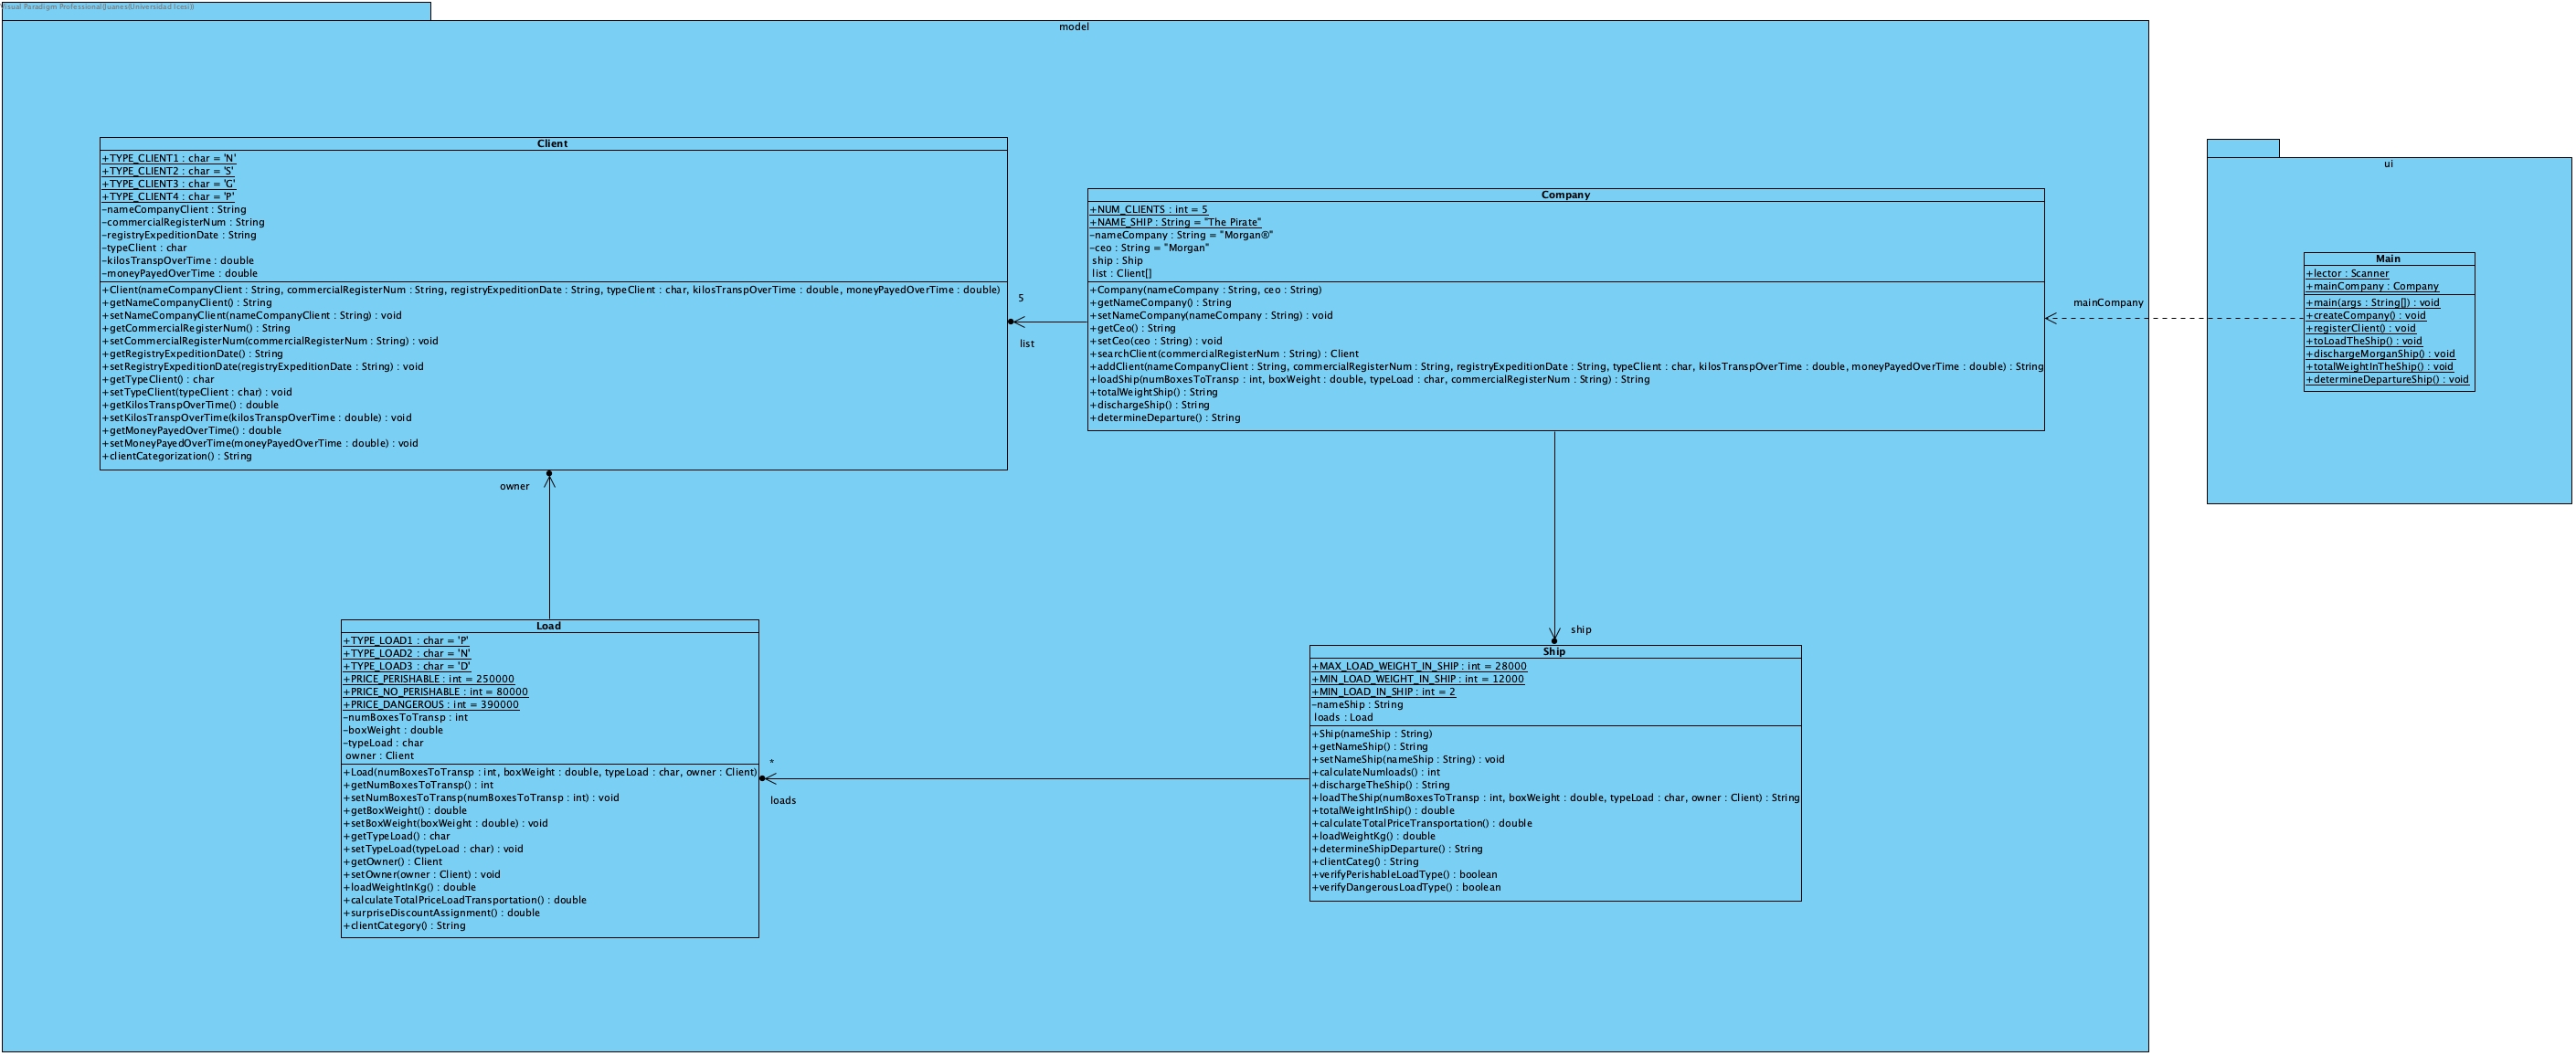 Visual Paradigm Professional(Juanes(Universidad Icesi))
model
Client
+TYPE_CLIENT1 : char = 'N'
+TYPE_CLIENT2 : char = 'S'
+TYPE_CLIENT3 : char = 'G'
+TYPE_CLIENT4 : char = 'P'
-nameCompanyClient : String
-commercialRegisterNum : String
-registryExpeditionDate : String
-typeClient : char
-kilosTranspOverTime : double
-moneyPayedOverTime : double
+Client(nameCompanyClient : String, commercialRegisterNum : String, registryExpeditionDate : String, typeClient : char, kilosTranspOverTime : double, moneyPayedOverTime : double)
+getNameCompanyClient() : String
+setNameCompanyClient(nameCompanyClient : String) : void
+getCommercialRegisterNum() : String
+setCommercialRegisterNum(commercialRegisterNum : String) : void
+getRegistryExpeditionDate() : String
+setRegistryExpeditionDate(registryExpeditionDate : String) : void
+getTypeClient() : char
+setTypeClient(typeClient : char) : void
+getKilosTranspOverTime() : double
+setKilosTranspOverTime(kilosTranspOverTime : double) : void
+getMoneyPayedOverTime() : double
+setMoneyPayedOverTime(moneyPayedOverTime : double) : void
+clientCategorization() : String
5
list
Company
+NUM_CLIENTS : int = 5
+NAME_SHIP : String = "The Pirate"
-nameCompany : String = "Morgan®"
-ceo : String = "Morgan"
ship : Ship
list : Client[]
+Company(nameCompany : String, ceo : String)
+getNameCompany() : String
+setNameCompany(nameCompany : String) : void
+getCeo() : String
+setCeo(ceo : String) : void
+searchClient(commercialRegisterNum : String) : Client
+addClient(nameCompanyClient : String, commercialRegisterNum : String, registryExpeditionDate : String, typeClient : char, kilosTranspOverTime : double, moneyPayedOverTime : double) : String
+loadShip(numBoxesToTransp : int, boxWeight : double, typeLoad : char, commercialRegisterNum : String) : String
+totalWeightShip() : String
+dischargeShip() : String
+determineDeparture() : String
mainCompany
ui
Main
+lector : Scanner
+mainCompany : Company
+main(args : String[]) : void
+createCompany() : void
+registerClient() : void
+toLoadTheShip() : void
+dischargeMorganShip() : void
+totalWeightInTheShip() : void
+determineDepartureShip() : void
owner
Load
+TYPE_LOAD1 : char = 'P'
+TYPE_LOAD2 : char = 'N'
+TYPE_LOAD3 : char = 'D'
+PRICE_PERISHABLE : int = 250000
+PRICE_NO_PERISHABLE : int = 80000
+PRICE_DANGEROUS : int = 390000
-numBoxesToTransp : int
-boxWeight : double
-typeLoad : char
owner : Client
+Load(numBoxesToTransp : int, boxWeight : double, typeLoad : char, owner : Client)
+getNumBoxesToTransp() : int
+setNumBoxesToTransp(numBoxesToTransp : int) : void
+getBoxWeight() : double
+setBoxWeight(boxWeight : double) : void
+getTypeLoad() : char
+setTypeLoad(typeLoad : char) : void
+getOwner() : Client
+setOwner(owner : Client) : void
+loadWeightInKg() : double
+calculateTotalPriceLoadTransportation() : double
+surpriseDiscountAssignment() : double
+clientCategory() : String
*
loads
ship
Ship
+MAX_LOAD_WEIGHT_IN_SHIP : int = 28000
+MIN_LOAD_WEIGHT_IN_SHIP : int = 12000
+MIN_LOAD_IN_SHIP : int = 2
-nameShip : String
loads : Load
+Ship(nameShip : String)
+getNameShip() : String
+setNameShip(nameShip : String) : void
+calculateNumloads() : int
+dischargeTheShip() : String
+loadTheShip(numBoxesToTransp : int, boxWeight : double, typeLoad : char, owner : Client) : String
+totalWeightInShip() : double
+calculateTotalPriceTransportation() : double
+loadWeightKg() : double
+determineShipDeparture() : String
+clientCateg() : String
+verifyPerishableLoadType() : boolean
+verifyDangerousLoadType() : boolean